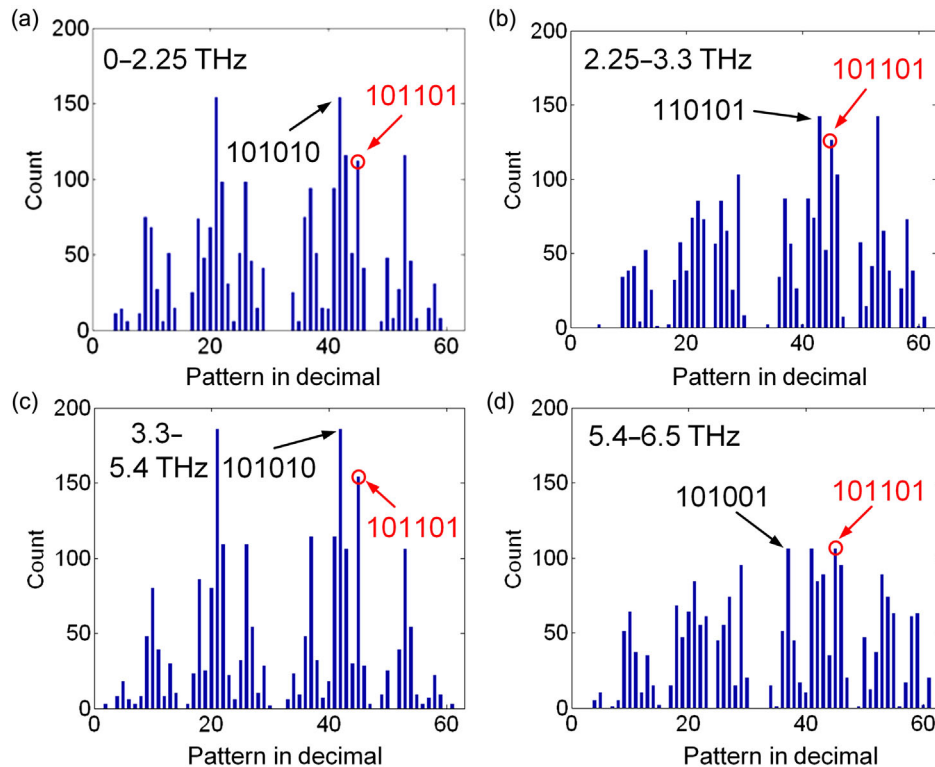 (a)
200
150
100
50
0
Count
0–2.25 THz
101010
101101
0
20
40
60
Pattern in decimal
(b)
200
150
100
50
0
Count
2.25–3.3 THz
110101
101101
0
20
40
60
Pattern in decimal
(c)
200
150
100
50
0
Count
3.3–
5.4 THz
101010
101101
0
20
40
60
Pattern in decimal
(d)
200
150
100
50
0
Count
5.4–6.5 THz
101001
101101
0
20
40
60
Pattern in decimal